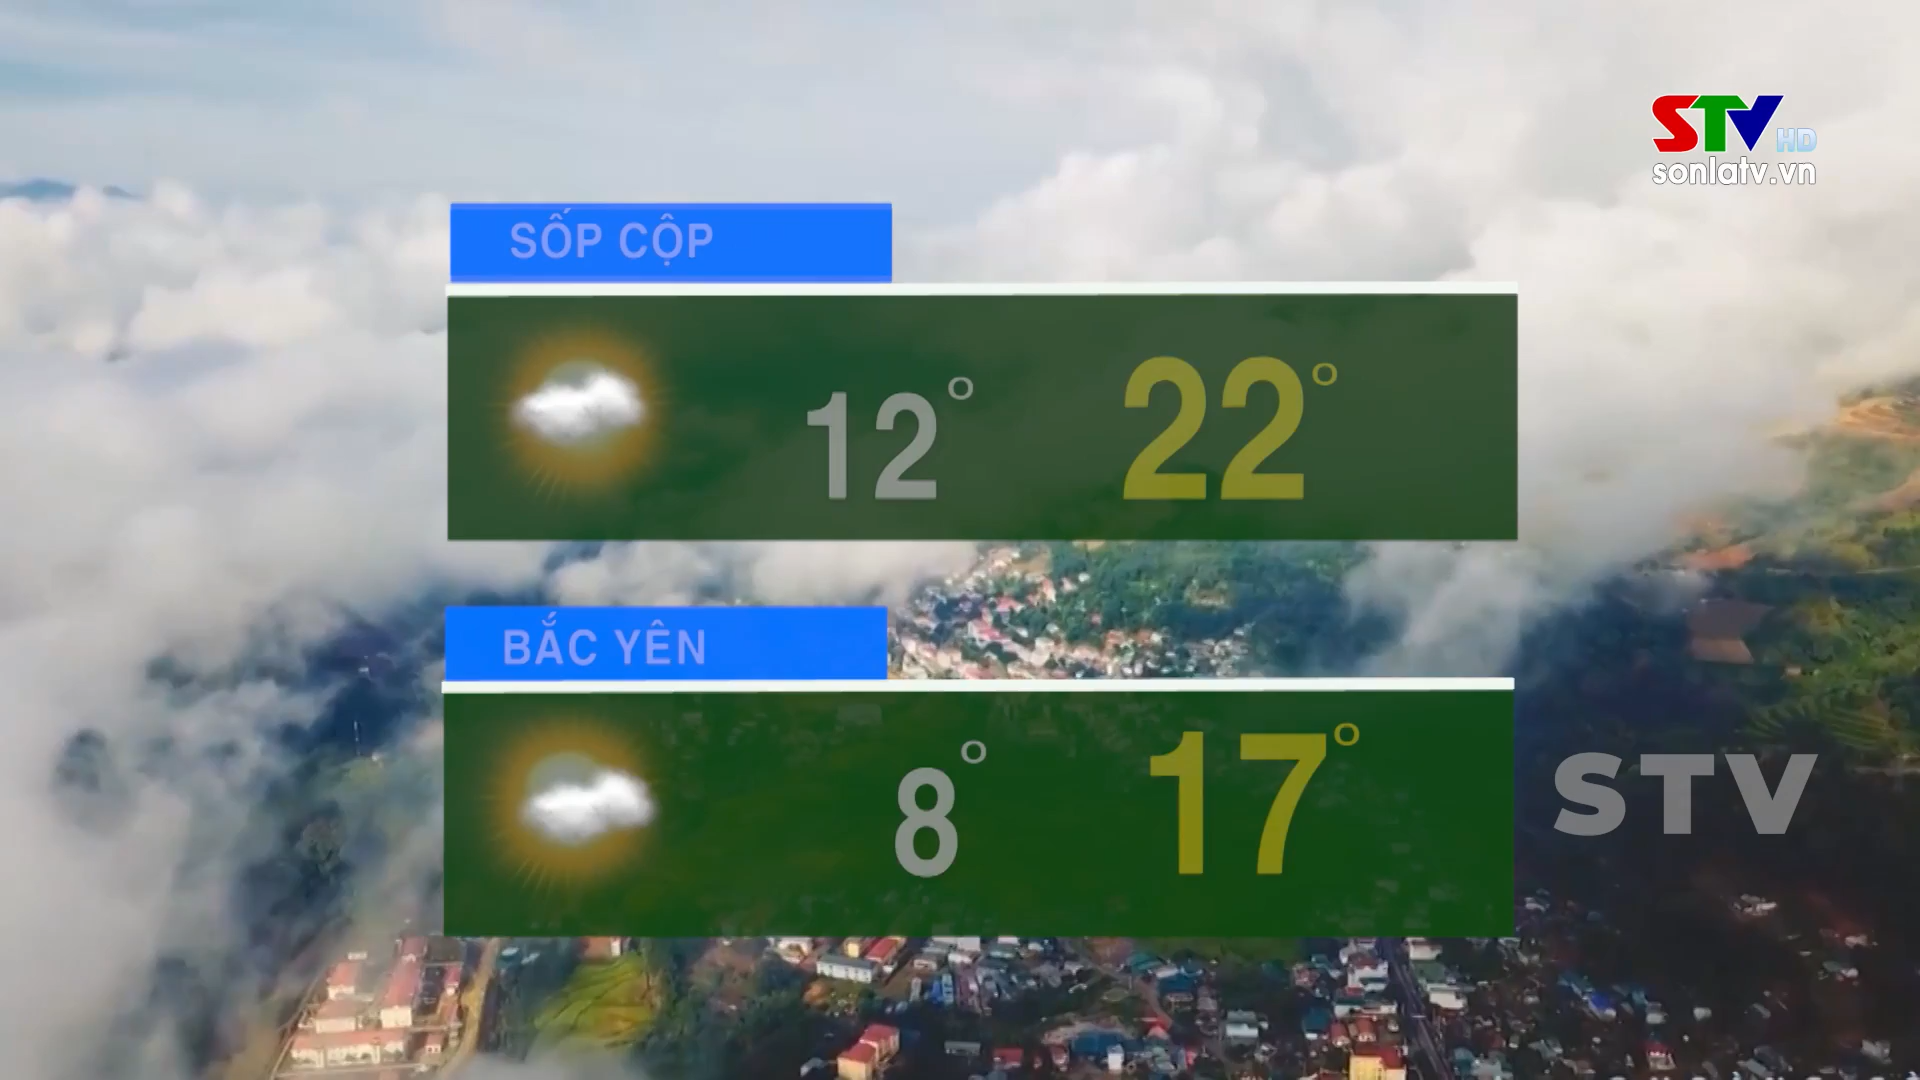 STV HD
sonlatv.vn
SỐP CỘP
12° 22°
BẮC YÊN
8° 17°
STV